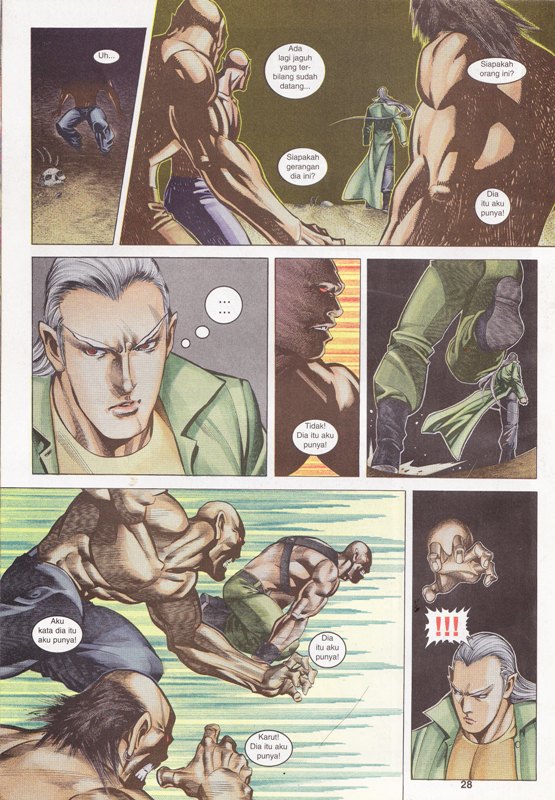 Uh...
Ada
lagi jaguh
yang ter-
bilang sudah
datang...
Siapakah
orang ini?
Siapakah
gerangan
dia ini?
Dia
itu aku
punya!
...
...
Tidak!
Dia itu aku
punya!
Aku
kata dia itu
aku punya!
Dia
itu aku
punya!
Karut!
Dia itu aku
punya!
!!!
28